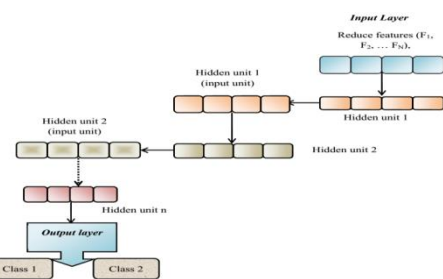 Input Layer
Reduce features (F1,
F2, ... FN),
Hidden unit 1
(input unit)
Hidden unit 1
Hidden unit 2
(input unit)
Hidden unit 2
Hidden unit n
Output layer
Class 1
Class 2